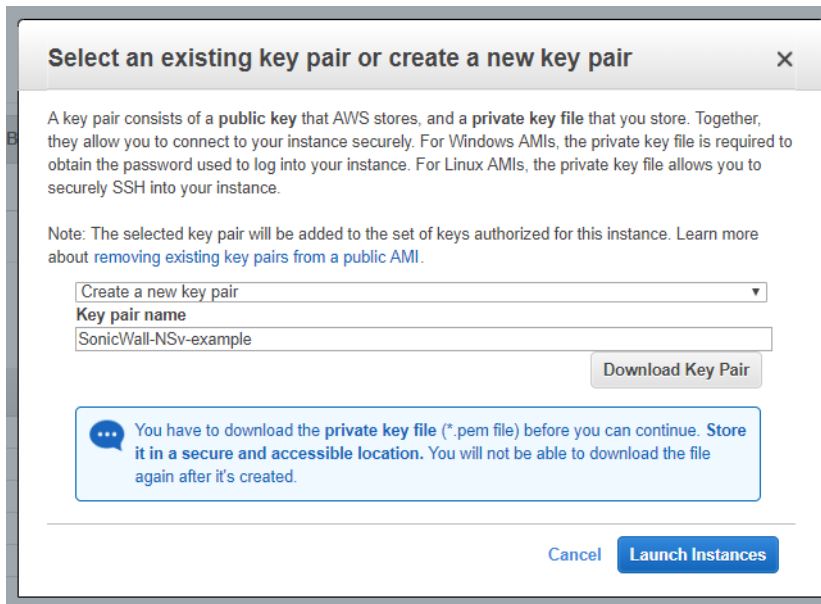 Select an existing key pair or create a new key pair
A key pair consists of a public key that AWS stores, and a private key file that you store. Together,
they allow you to connect to your instance securely. For Windows AMIs, the private key file is required to
obtain the password used to log into your instance. For Linux AMIs, the private key file allows you to
securely SSH into your instance.
Note: The selected key pair will be added to the set of keys authorized for this instance. Learn more
about removing existing key pairs from a public AMI.
Create a new key pair
Key pair name
SonicWall-NSv-example
Download Key Pair
You have to download the private key file (*.pem file) before you can continue. Store
it in a secure and accessible location. You will not be able to download the file
again after it's created.
Cancel Launch Instances